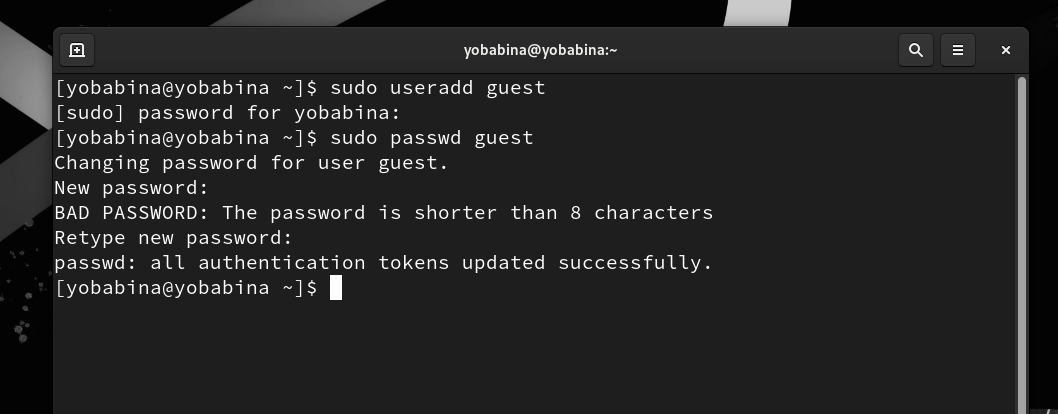 yobabina@yobabina:~
[yobabina@yobabina ~]$ sudo useradd guest
[sudo] password for yobabina:
[yobabina@yobabina ~]$ sudo passwd guest
Changing password for user guest.
New password:
BAD PASSWORD: The password is shorter than 8 characters
Retype new password:
passwd: all authentication tokens updated successfully.
[yobabina@yobabina ~]$